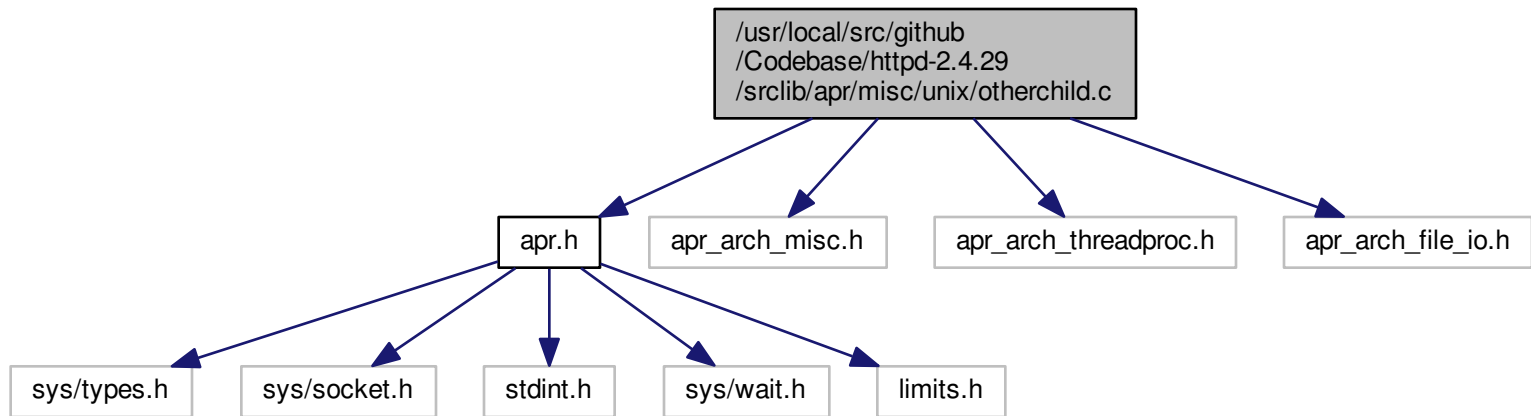 /usr/local/src/github
/Codebase/httpd-2.4.29
/srclib/apr/misc/unix/otherchild.c
apr.h
apr_arch_misc.h
apr_arch_threadproc.h
apr_arch_file_io.h
sys/types.h
sys/socket.h
stdint.h
sys/wait.h
limits.h